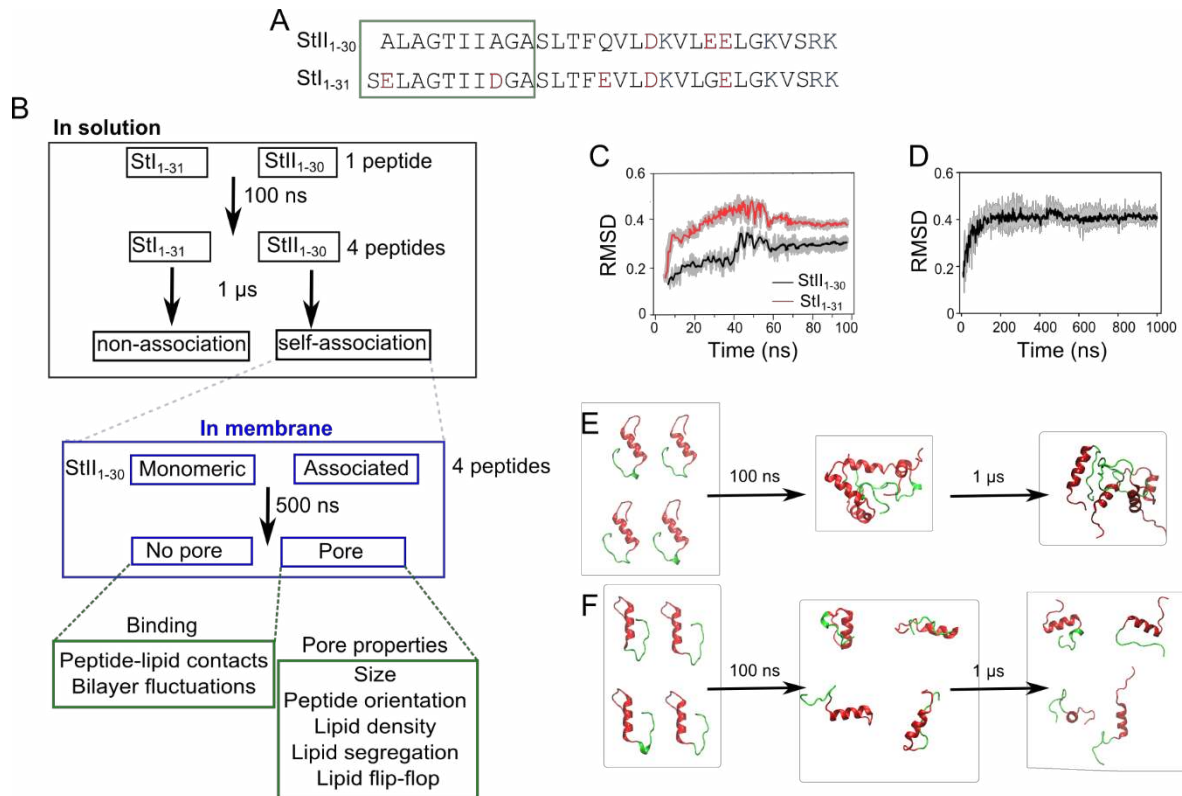 A
StII1-30 ALAGTIIAGASLTFQVLDKVLEELGKVSRK
StI1-31 SELAGTIIDGASLTFEVLDKVLGELGKVSRK
B
In solution
StI1-31 StII1-30 1 peptide
100 ns
StI1-31 StII1-30 4 peptides
1 µs
non-association self-association
In membrane
StII1-30 Monomeric Associated 4 peptides
500 ns
No pore Pore
Binding
Peptide-lipid contacts
Bilayer fluctuations
Pore properties
Size
Peptide orientation
Lipid density
Lipid segregation
Lipid flip-flop
C
RMSD
0.6
0.4
0.2
0
StII1-30
StI1-31
0 20 40 60 80 100
Time (ns)
D
RMSD
0.6
0.4
0.2
0
0 200 400 600 800 1000
Time (ns)
E
100 ns 1 µs
F
100 ns 1 µs